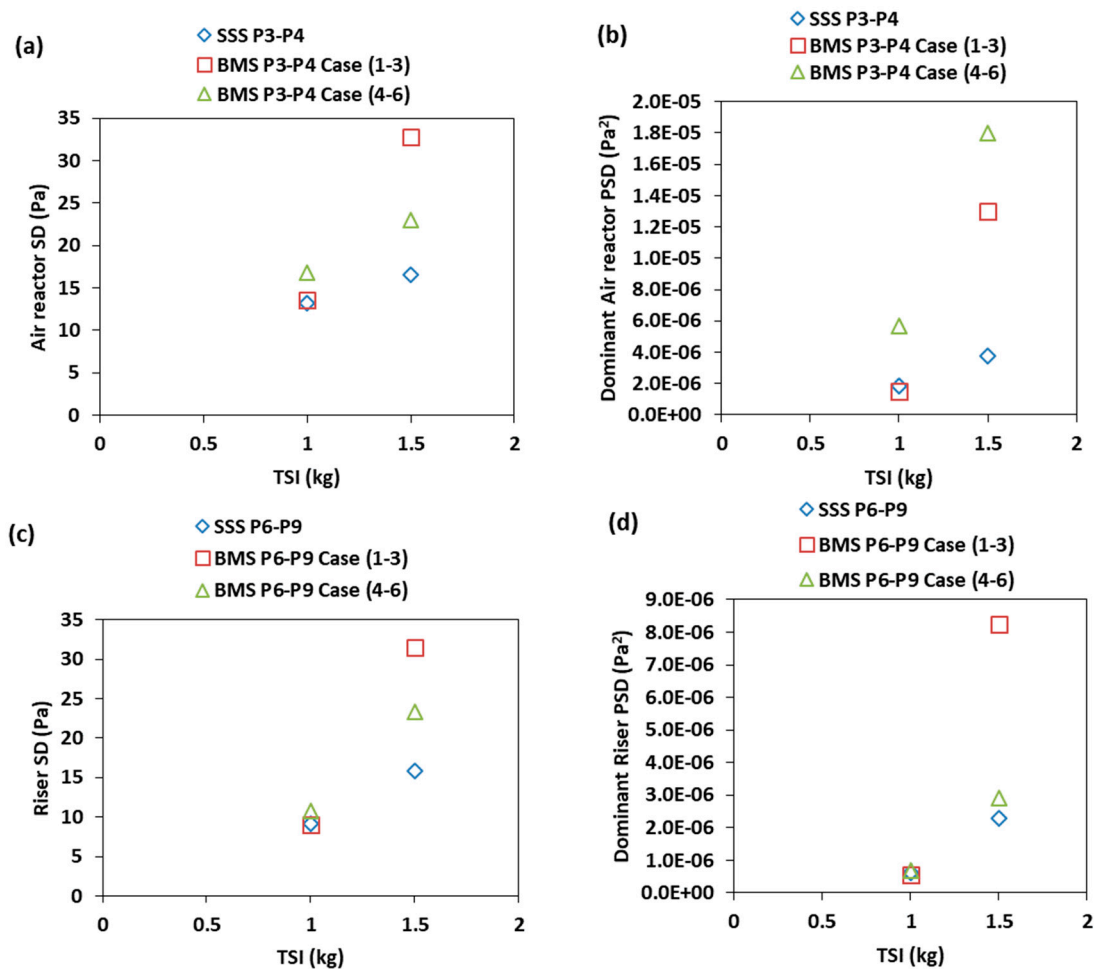 (a)
SSS P3-P4
BMS P3-P4 Case (1-3)
BMS P3-P4 Case (4-6)
Air reactor SD (Pa)
35
30
25
20
15
10
5
0
0 0.5 1 1.5 2
TSI (kg)
(b)
SSS P3-P4
BMS P3-P4 Case (1-3)
BMS P3-P4 Case (4-6)
Dominant Air reactor PSD (Pa²)
2.0E-05
1.8E-05
1.6E-05
1.4E-05
1.2E-05
1.0E-05
8.0E-06
6.0E-06
4.0E-06
2.0E-06
0.0E+00
0 0.5 1 1.5 2
TSI (kg)
(c)
SSS P6-P9
BMS P6-P9 Case (1-3)
BMS P6-P9 Case (4-6)
Riser SD (Pa)
35
30
25
20
15
10
5
0
0 0.5 1 1.5 2
TSI (kg)
(d)
SSS P6-P9
BMS P6-P9 Case (1-3)
BMS P6-P9 Case (4-6)
Dominant Riser PSD (Pa²)
9.0E-06
8.0E-06
7.0E-06
6.0E-06
5.0E-06
4.0E-06
3.0E-06
2.0E-06
1.0E-06
0.0E+00
0 0.5 1 1.5 2
TSI (kg)